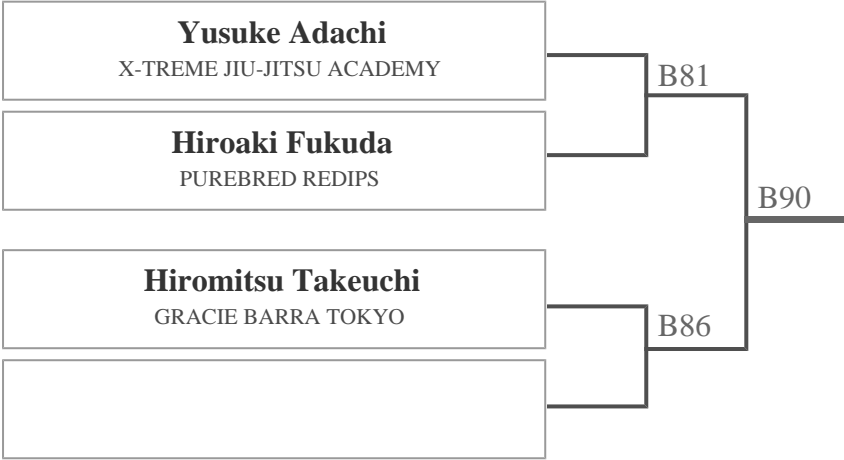 Yusuke Adachi
X-TREME JIU-JITSU ACADEMY
B81
Hiroaki Fukuda
PUREBRED REDIPS
B90
Hiromitsu Takeuchi
GRACIE BARRA TOKYO
B86